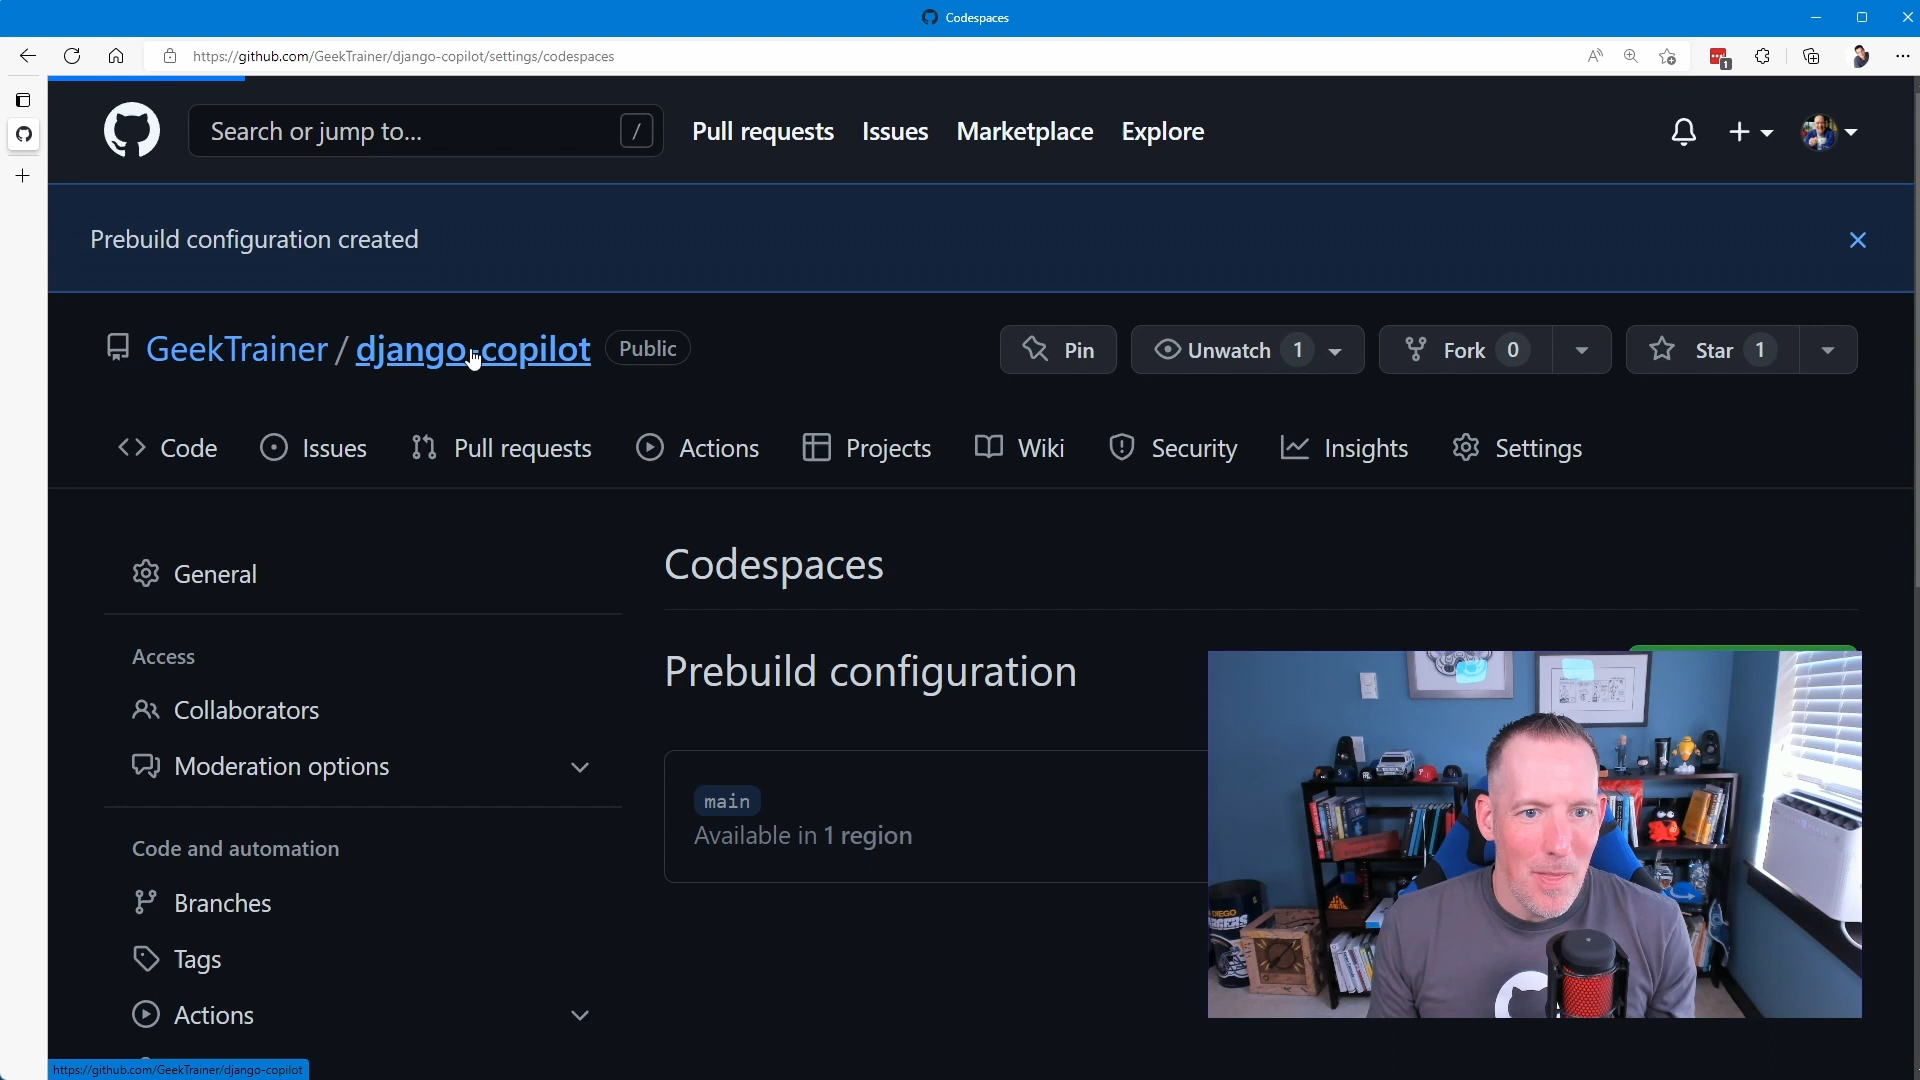 Codespaces
https://github.com/GeekTrainer/django-copilot/settings/codespaces
1
Search or jump to...
/
Pull requests
Issues
Marketplace
Explore
Prebuild configuration created
GeekTrainer / django-copilot
Public
Pin
Unwatch 1
Fork 0
Star 1
Code
Issues
Pull requests
Actions
Projects
Wiki
Security
Insights
Settings
General
Access
Collaborators
Moderation options
Code and automation
Branches
Tags
Actions
Codespaces
Prebuild configuration
main
Available in 1 region
https://github.com/GeekTrainer/django-copilot